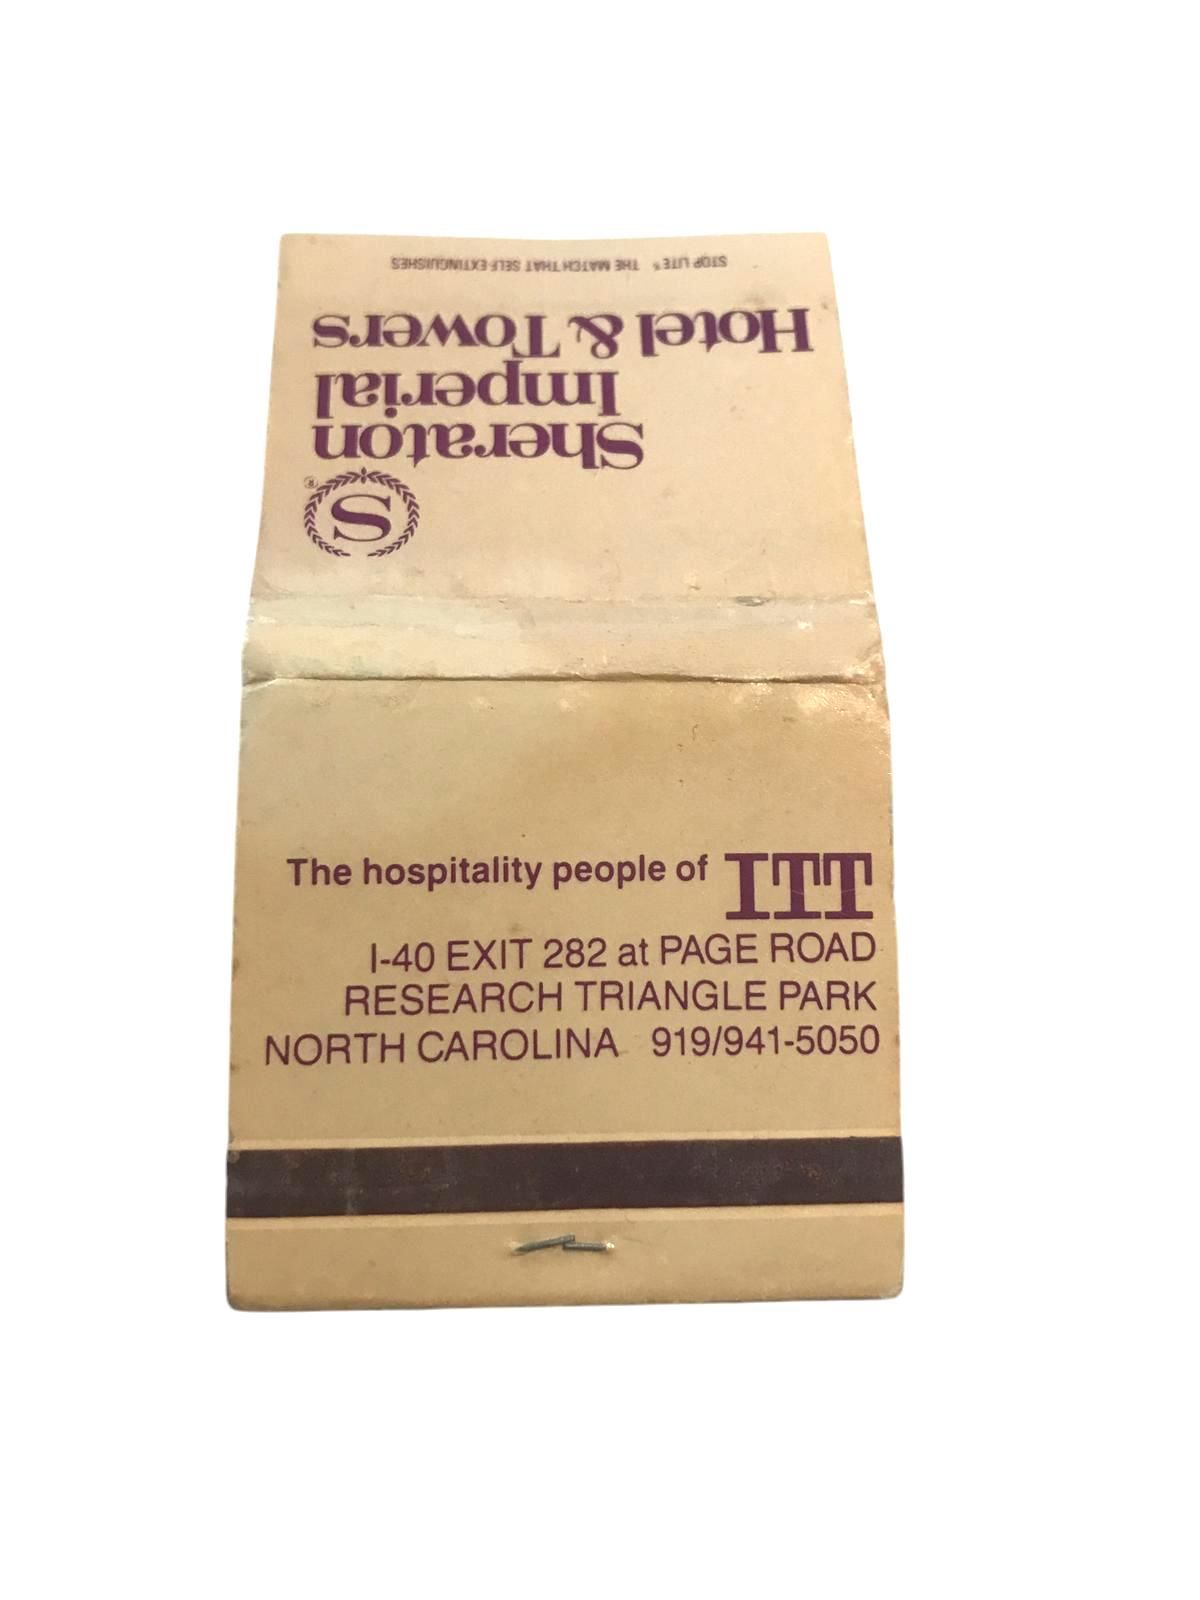 STOP LITE® THE MATCH THAT SELF EXTINGUISHES
Hotel & Towers
Imperial
Sheraton
S®
The hospitality people of ITT
I-40 EXIT 282 at PAGE ROAD
RESEARCH TRIANGLE PARK
NORTH CAROLINA 919/941-5050